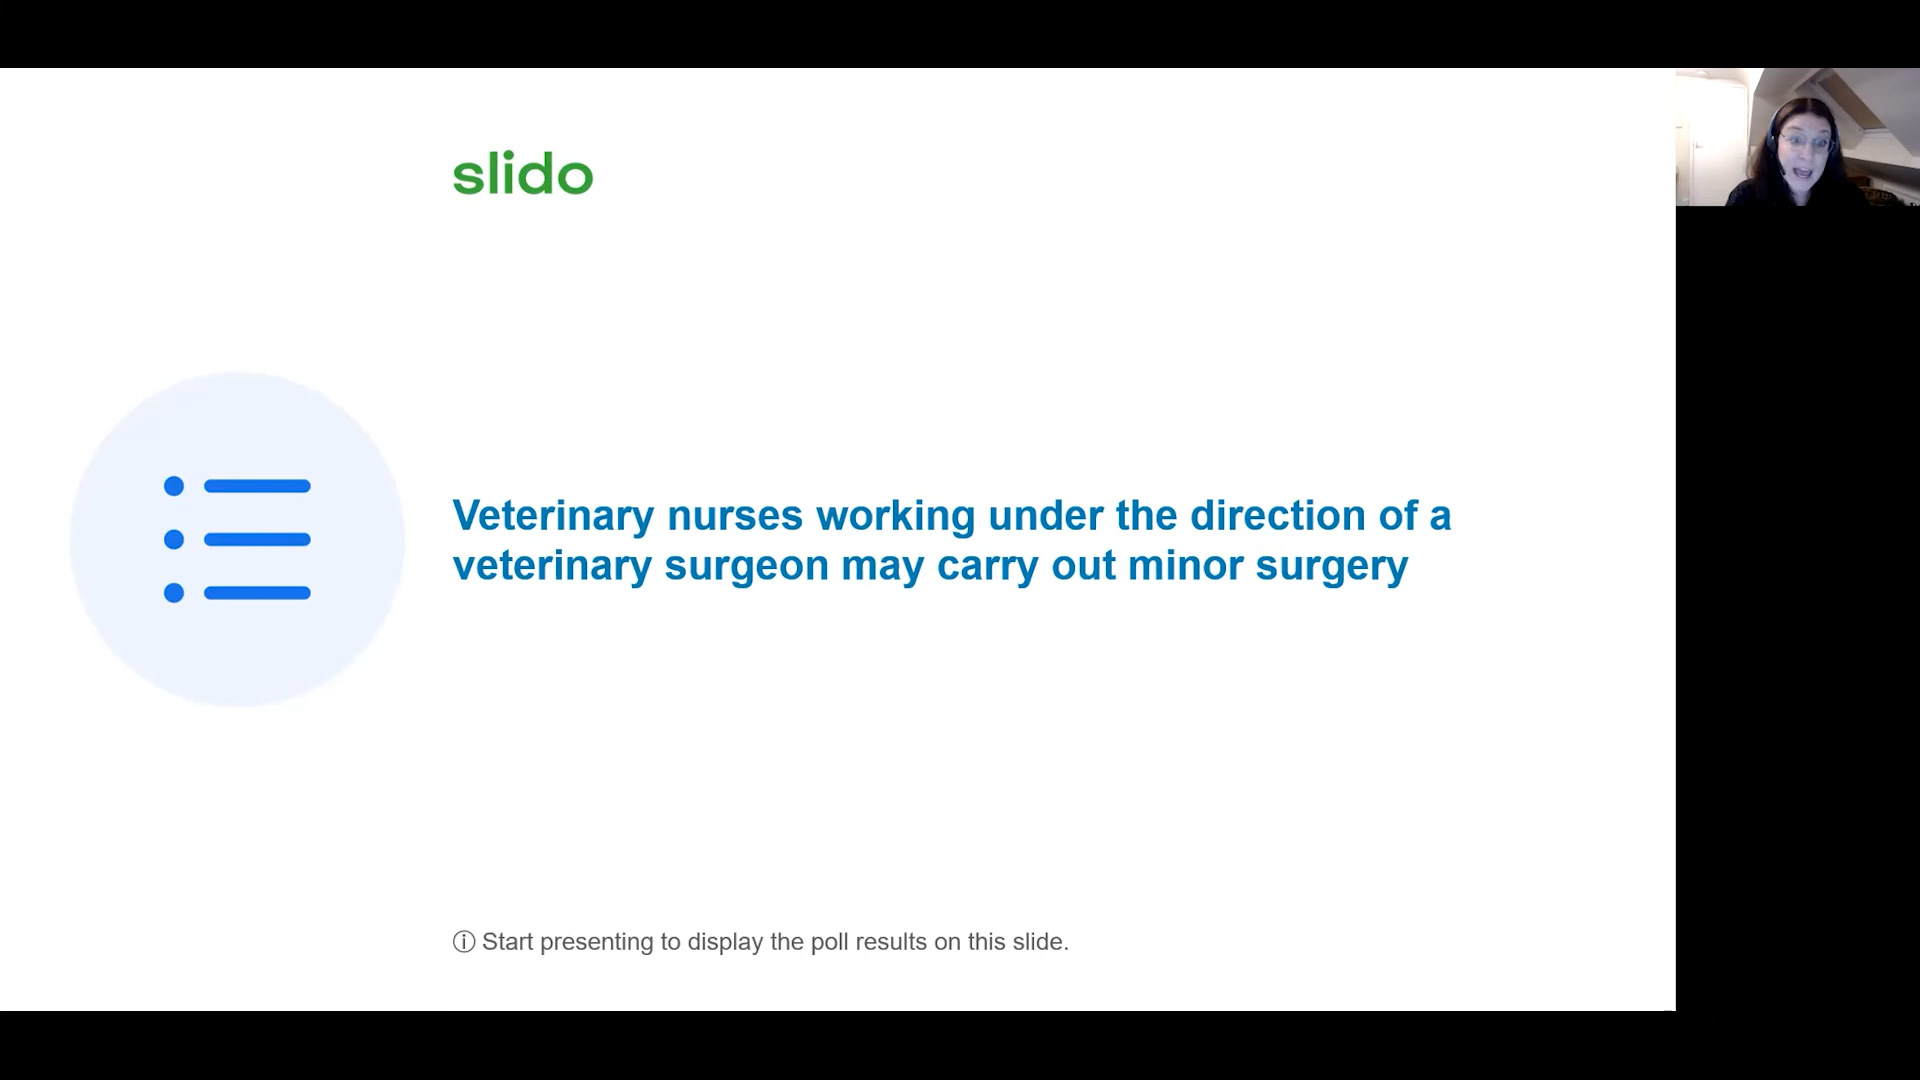 slido
Veterinary nurses working under the direction of a
veterinary surgeon may carry out minor surgery
ⓘ Start presenting to display the poll results on this slide.